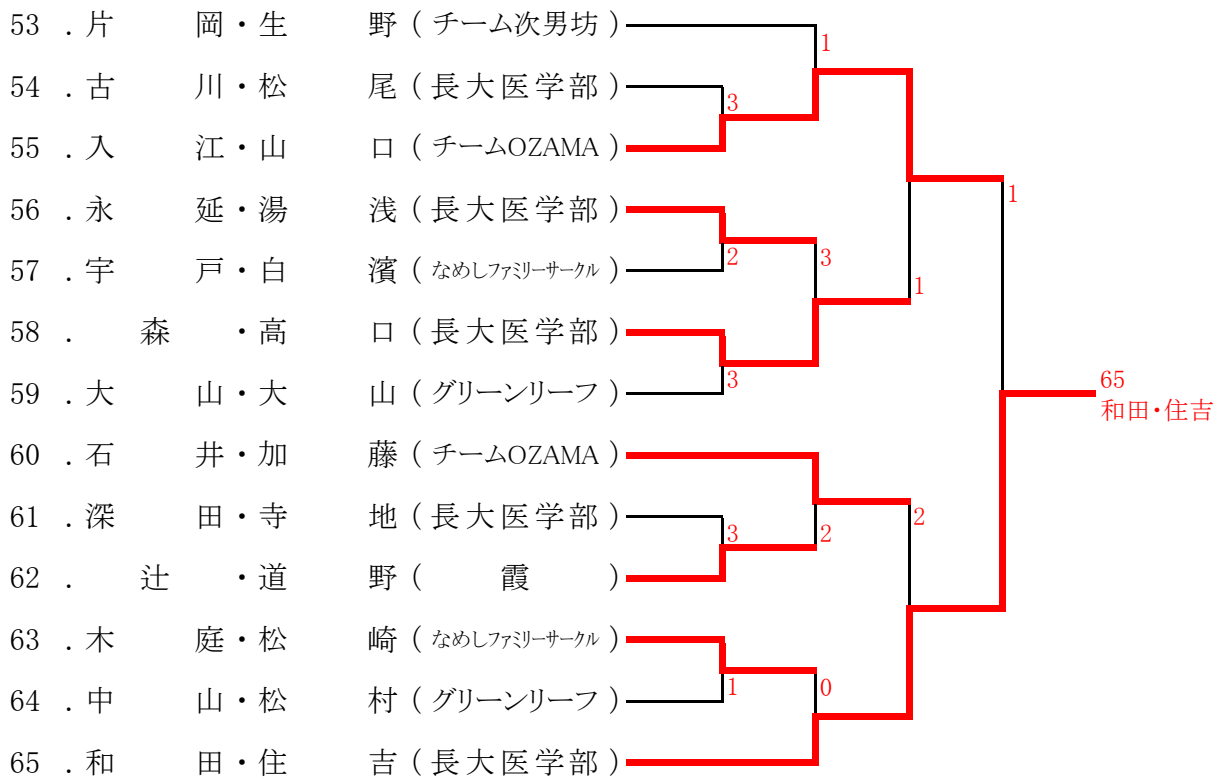 53 . 片 岡・生 野 ( チーム次男坊 )
1
54 . 古 川・松 尾 ( 長大医学部 )
3
55 . 入 江・山 口 ( チームOZAMA )
1
56 . 永 延・湯 浅 ( 長大医学部 )
2 3
57 . 宇 戸・白 濱 ( なめしファミリーサークル )
1
58 . 森 ・高 口 ( 長大医学部 )
3
59 . 大 山・大 山 ( グリーンリーフ )
65
和田・住吉
60 . 石 井・加 藤 ( チームOZAMA )
2
61 . 深 田・寺 地 ( 長大医学部 )
3 2
62 . 辻 ・道 野 ( 霞 )
63 . 木 庭・松 崎 ( なめしファミリーサークル )
1 0
64 . 中 山・松 村 ( グリーンリーフ )
65 . 和 田・住 吉 ( 長大医学部 )